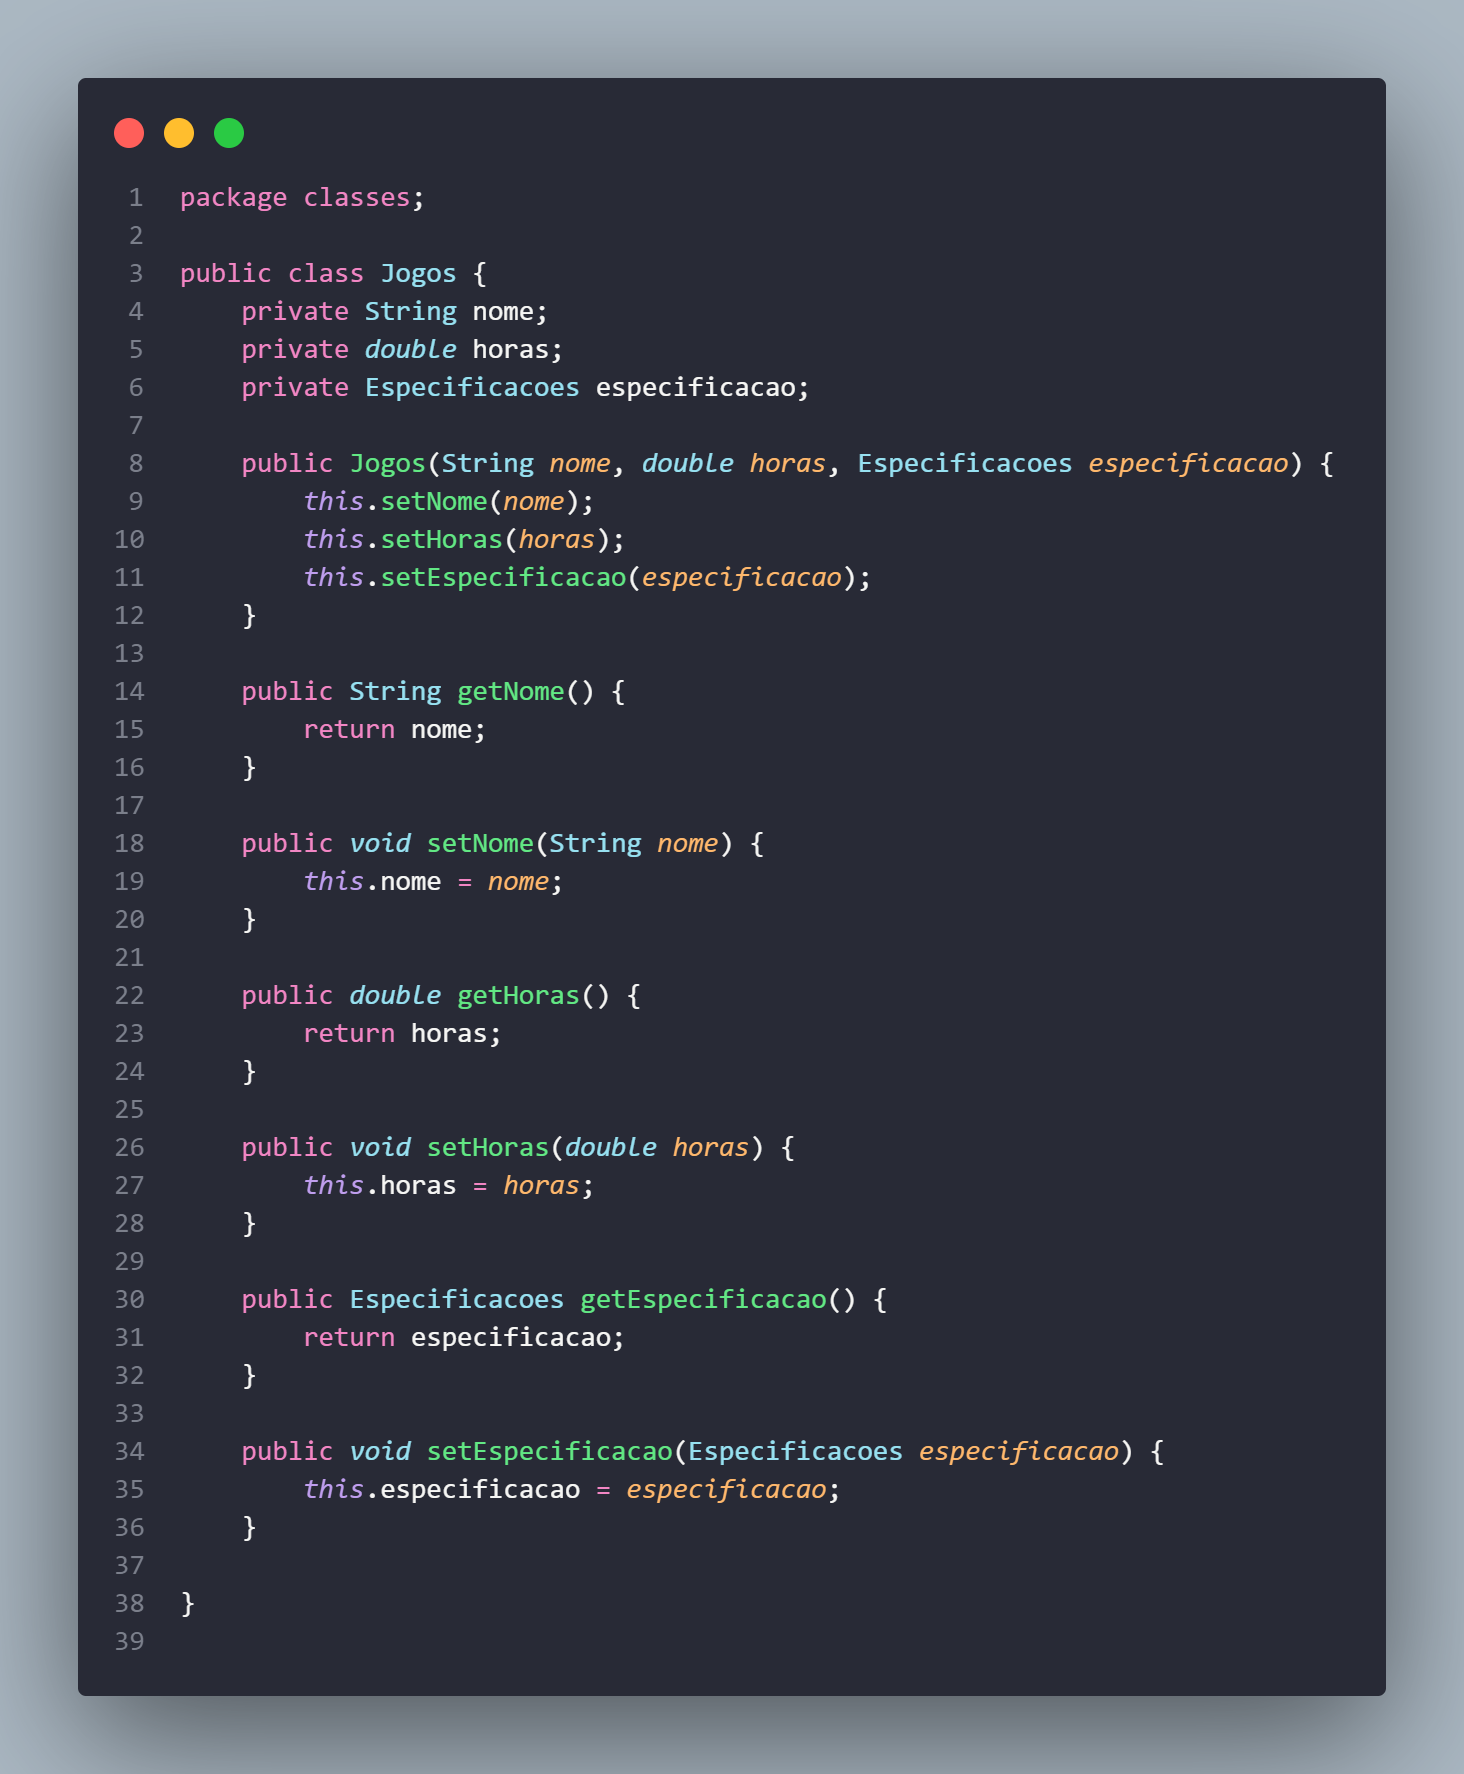 1 package classes;
2
3 public class Jogos {
4     private String nome;
5     private double horas;
6     private Especificacoes especificacao;
7
8     public Jogos(String nome, double horas, Especificacoes especificacao) {
9         this.setNome(nome);
10         this.setHoras(horas);
11         this.setEspecificacao(especificacao);
12     }
13
14     public String getNome() {
15         return nome;
16     }
17
18     public void setNome(String nome) {
19         this.nome = nome;
20     }
21
22     public double getHoras() {
23         return horas;
24     }
25
26     public void setHoras(double horas) {
27         this.horas = horas;
28     }
29
30     public Especificacoes getEspecificacao() {
31         return especificacao;
32     }
33
34     public void setEspecificacao(Especificacoes especificacao) {
35         this.especificacao = especificacao;
36     }
37
38 }
39